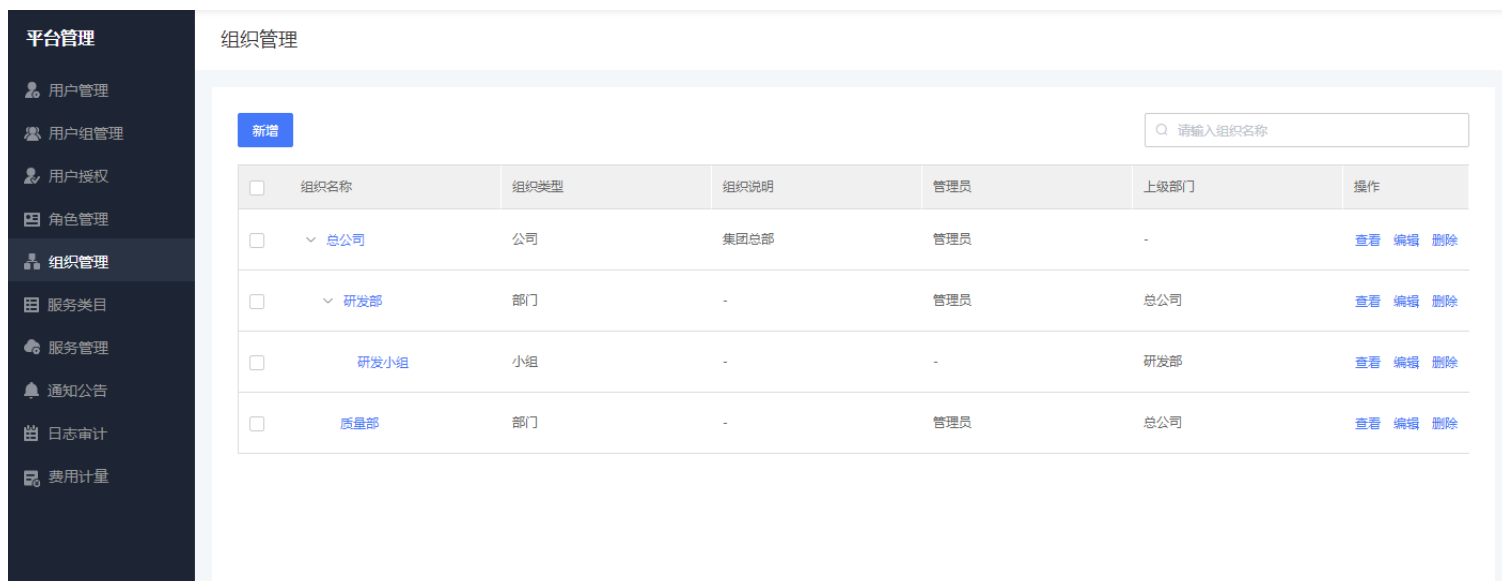 平台管理
组织管理
用户管理
用户组管理
用户授权
角色管理
组织管理
服务类目
服务管理
通知公告
日志审计
费用计量
新增
请输入组织名称
组织名称 组织类型 组织说明 管理员 上级部门 操作
总公司 公司 集团总部 管理员 - 查看 编辑 删除
研发部 部门 - 管理员 总公司 查看 编辑 删除
研发小组 小组 - - 研发部 查看 编辑 删除
质量部 部门 - 管理员 总公司 查看 编辑 删除